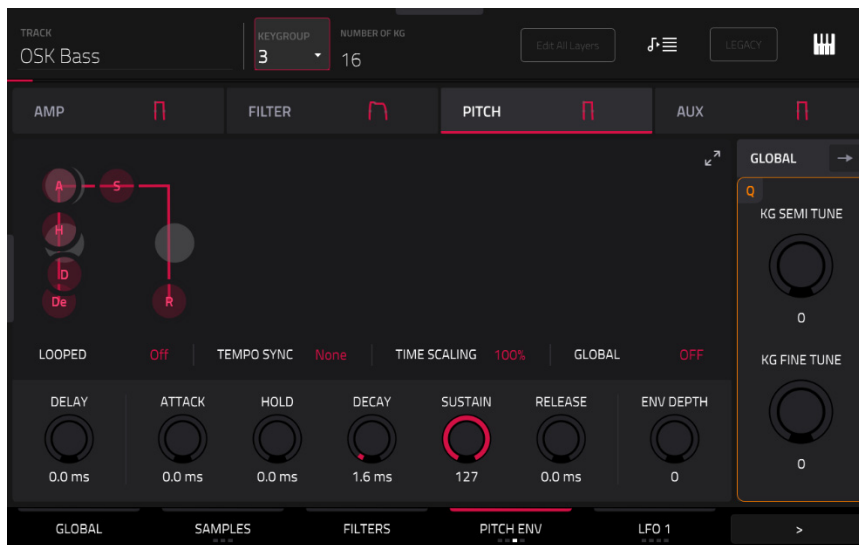 TRACK
OSK Bass
KEYGROUP
3
NUMBER OF KG
16
Edit All Layers
LEGACY
AMP
FILTER
PITCH
AUX
GLOBAL
Q
KG SEMI TUNE
0
KG FINE TUNE
0
A
S
H
D
De
R
LOOPED Off
TEMPO SYNC None
TIME SCALING 100%
GLOBAL OFF
DELAY ATTACK HOLD DECAY SUSTAIN RELEASE ENV DEPTH
0.0 ms 0.0 ms 0.0 ms 1.6 ms 127 0.0 ms 0
GLOBAL SAMPLES FILTERS PITCH ENV LFO 1 >